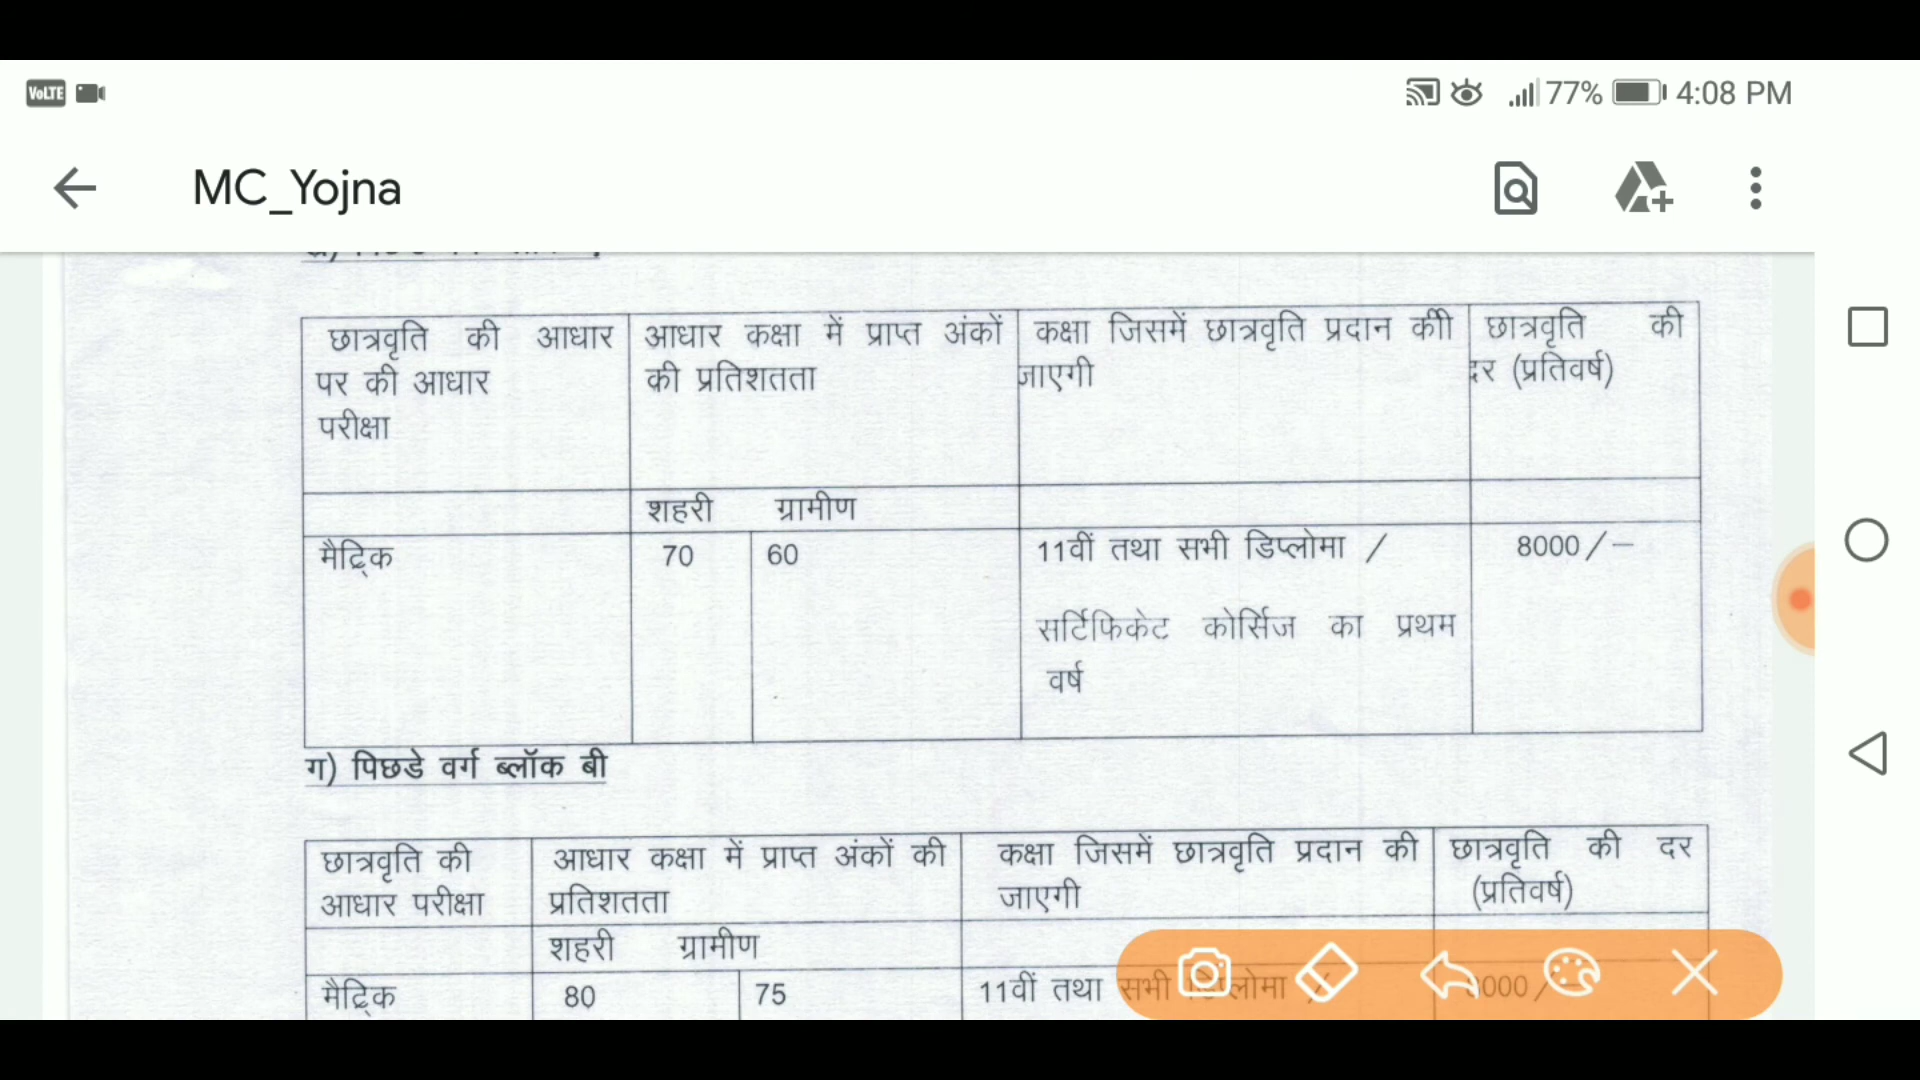 VoLTE 77% 4:08 PM
MC_Yojna
छात्रवृति की आधार पर की आधार परीक्षा
आधार कक्षा में प्राप्त अंकों की प्रतिशतता
कक्षा जिसमें छात्रवृति प्रदान कीी जाएगी
छात्रवृति की दर (प्रतिवर्ष)
शहरी ग्रामीण
मैट्रिक 70 60 11वीं तथा सभी डिप्लोमा / 8000/-
सर्टिफिकेट कोर्सिज का प्रथम
वर्ष
ग) पिछडे वर्ग ब्लॉक बी
छात्रवृति की आधार परीक्षा
आधार कक्षा में प्राप्त अंकों की प्रतिशतता
कक्षा जिसमें छात्रवृति प्रदान की जाएगी
छात्रवृति की दर (प्रतिवर्ष)
शहरी ग्रामीण
मैट्रिक 80 75 11वीं तथा सभी डिप्लोमा /